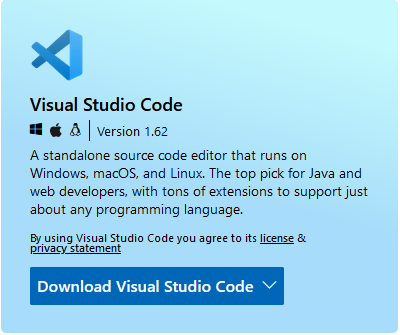 Visual Studio Code
Version 1.62
A standalone source code editor that runs on
Windows, macOS, and Linux. The top pick for Java and
web developers, with tons of extensions to support just
about any programming language.
By using Visual Studio Code you agree to its license &
privacy statement
Download Visual Studio Code